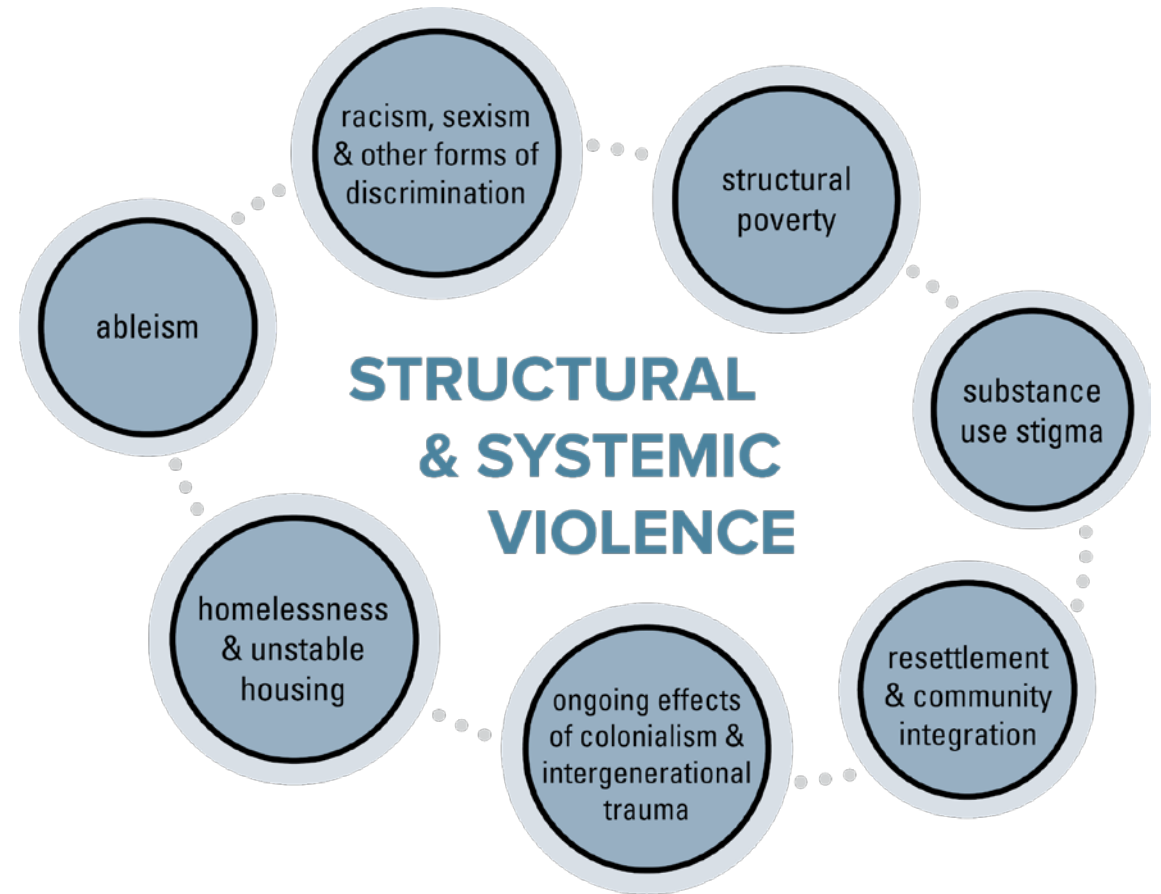 racism, sexism
& other forms of
discrimination
structural
poverty
ableism
STRUCTURAL
& SYSTEMIC
VIOLENCE
substance
use stigma
homelessness
& unstable
housing
ongoing effects
of colonialism &
intergenerational
trauma
resettlement
& community
integration